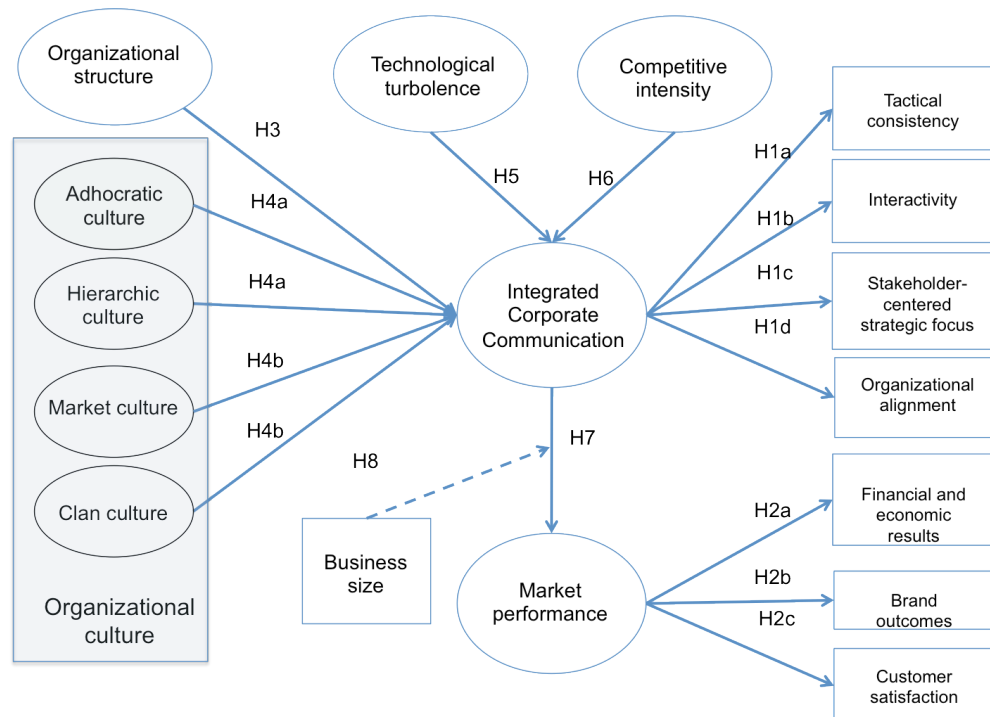 Organizational
structure
Technological
turbolence
Competitive
intensity
Tactical
consistency
H3
H5
H6
H1a
Adhocratic
culture
H4a
Interactivity
H1b
Hierarchic
culture
H4a
Integrated
Corporate
Communication
H1c
Stakeholder-
centered
strategic focus
H1d
Market culture
H4b
Organizational
alignment
H4b
H7
H8
Clan culture
Financial and
economic
results
H2a
Business
size
Market
performance
H2b
Brand
outcomes
H2c
Organizational
culture
Customer
satisfaction